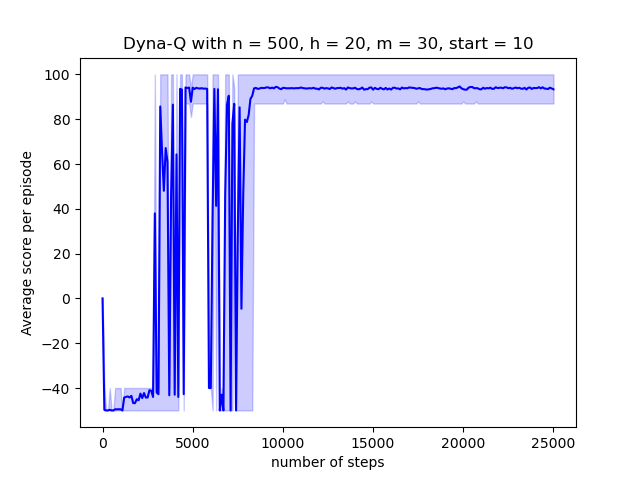 Dyna-Q with n = 500, h = 20, m = 30, start = 10
Average score per episode
100
80
60
40
20
0
−20
−40
0 5000 10000 15000 20000 25000
number of steps